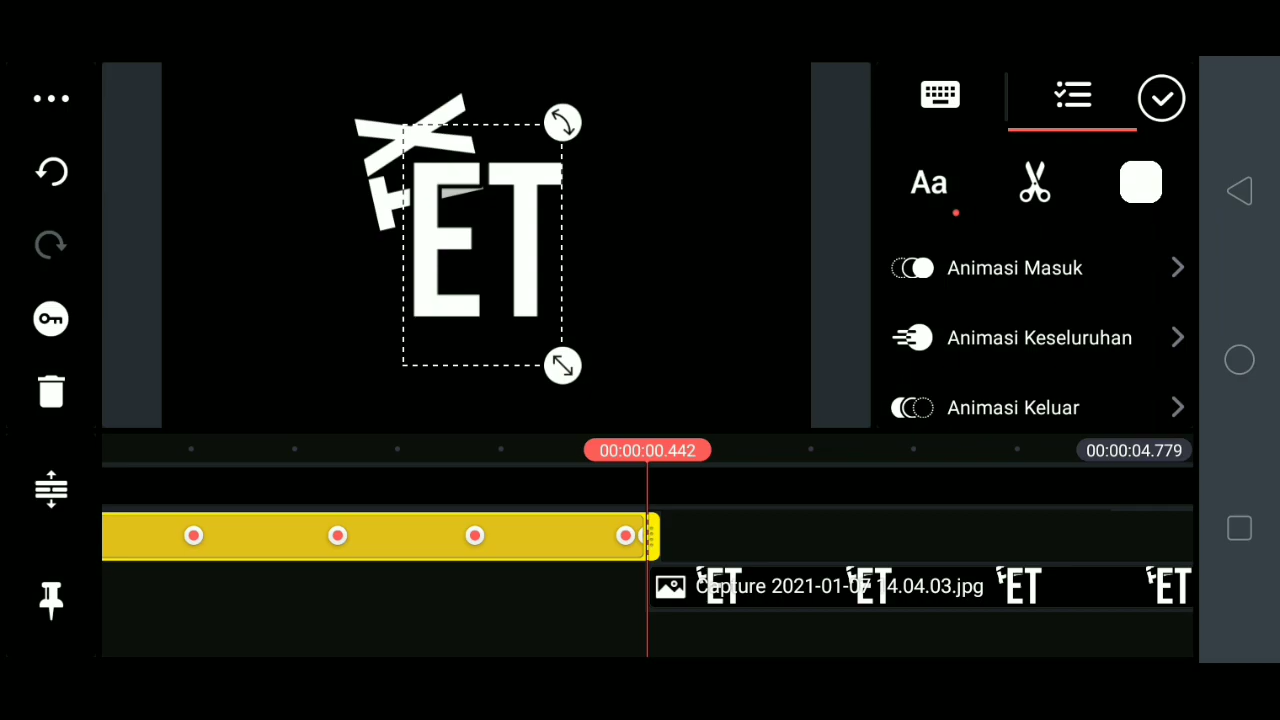 X
T
ET
Aa
Animasi Masuk
Animasi Keseluruhan
Animasi Keluar
00:00:00.442
00:00:04.779
Capture 2021-01-07 14.04.03.jpg
ET
ET
ET
ET